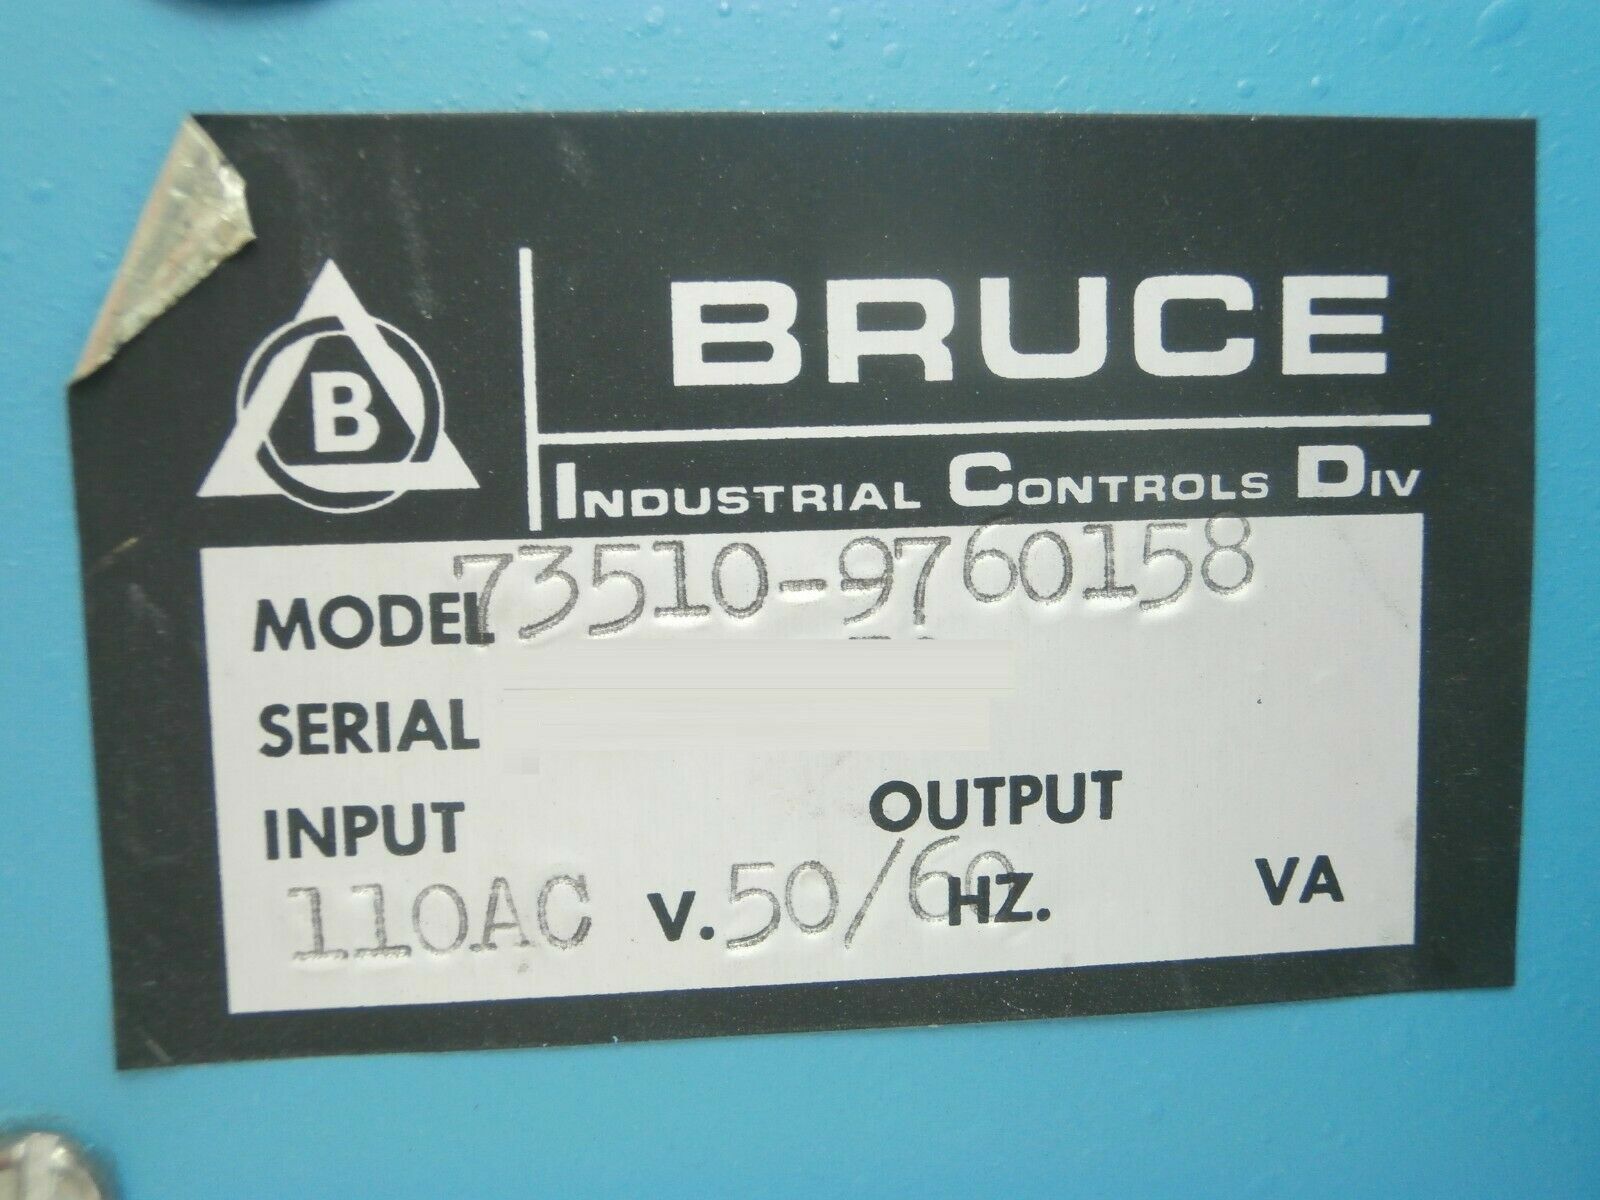 B
BRUCE
INDUSTRIAL CONTROLS DIV
MODEL 73510-9760158
SERIAL
INPUT OUTPUT
110AC V. 50/60 HZ. VA